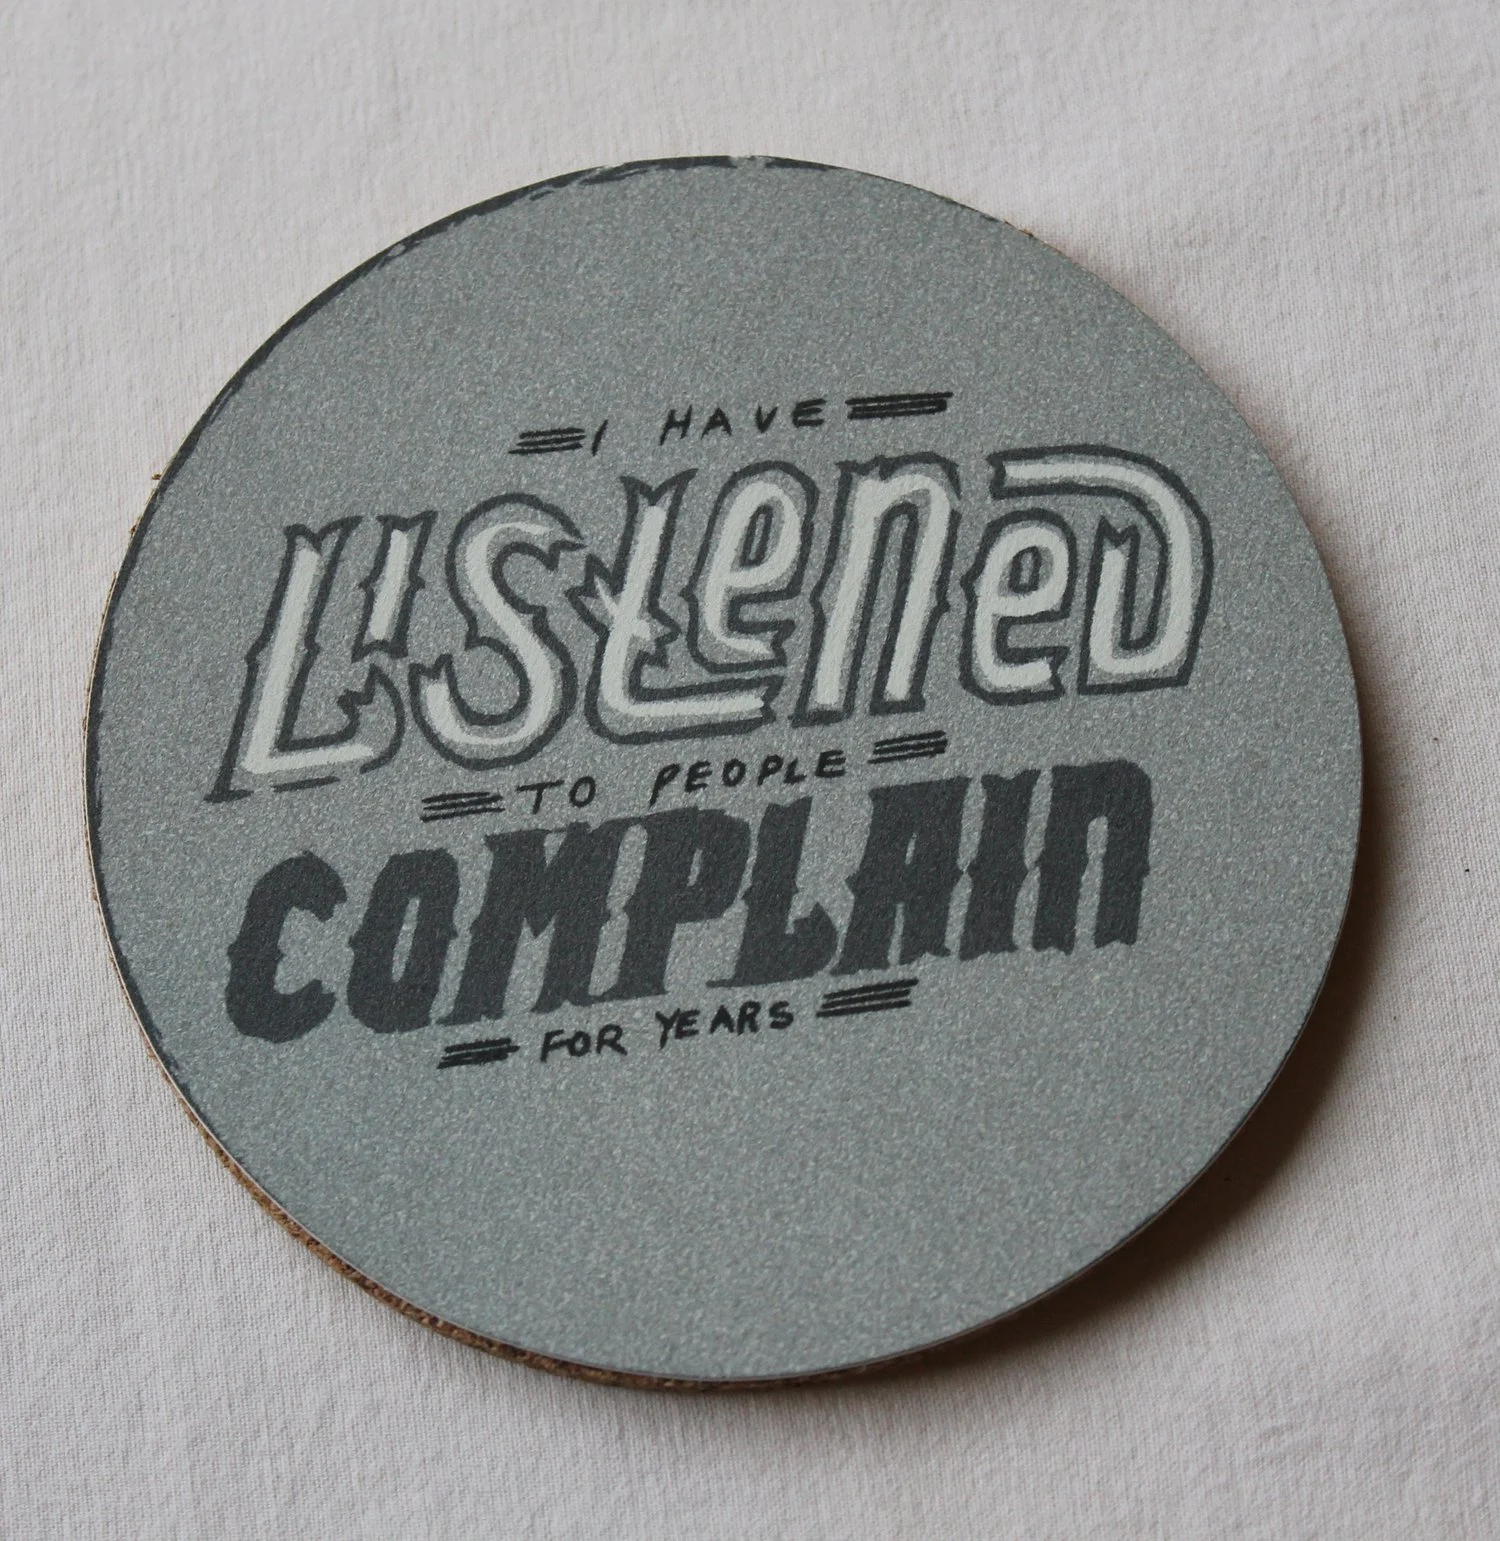 I HAVE
LiSteneD
TO PEOPLE
COMPLAIN
FOR YEARS